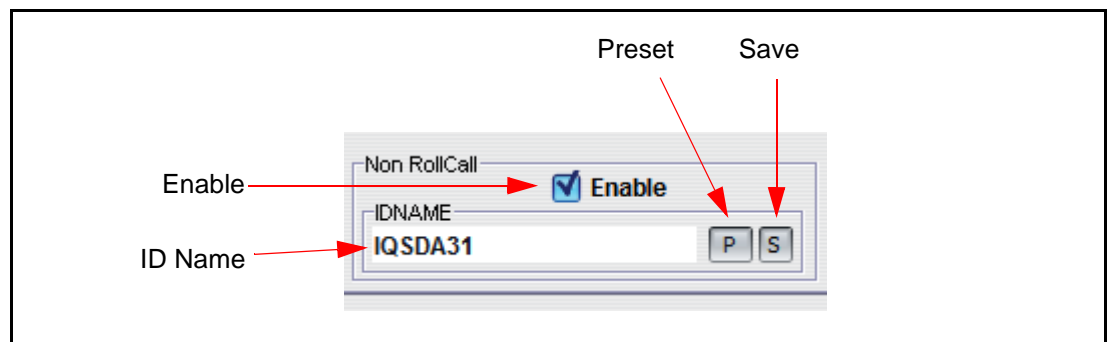 Preset Save
Non RollCall
Enable Enable
IDNAME
ID Name IQSDA31 P S